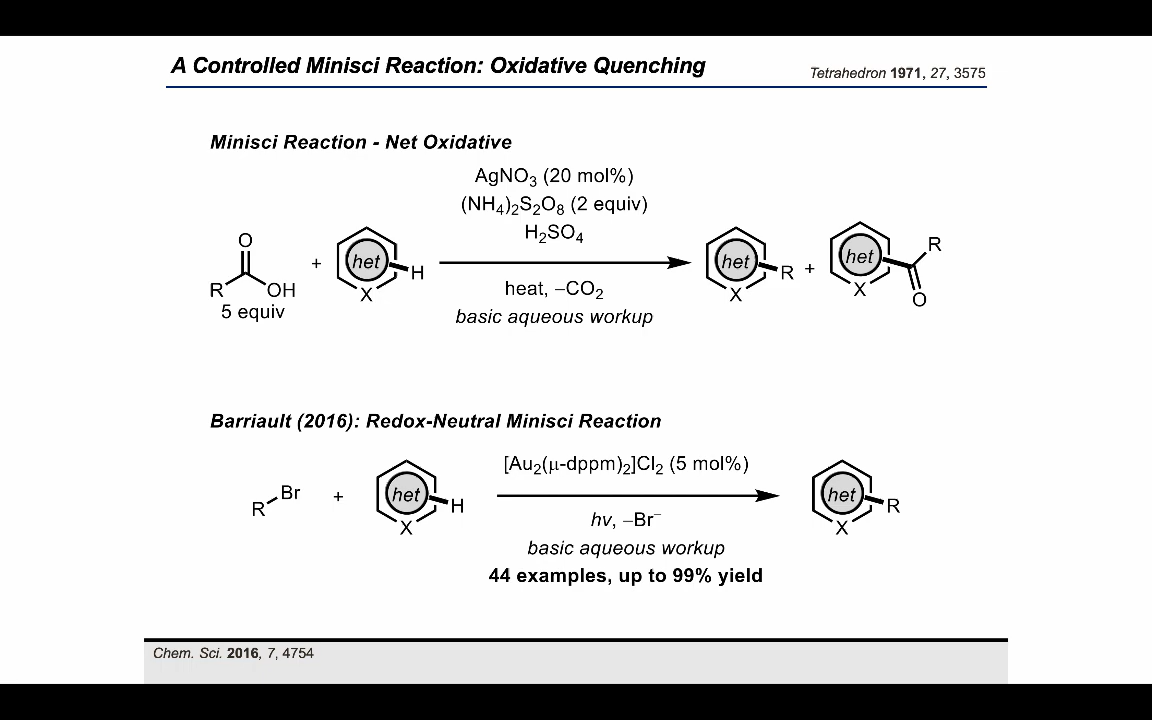 A Controlled Minisci Reaction: Oxidative Quenching
Tetrahedron 1971, 27, 3575
Minisci Reaction - Net Oxidative
AgNO₃ (20 mol%)
(NH₄)₂S₂O₈ (2 equiv)
H₂SO₄
O
R OH
5 equiv
+
het H
X
heat, –CO₂
basic aqueous workup
het R
X
+
het R
X O
Barriault (2016): Redox-Neutral Minisci Reaction
[Au₂(μ-dppm)₂]Cl₂ (5 mol%)
R Br
+
het H
X
hν, –Br⁻
basic aqueous workup
44 examples, up to 99% yield
het R
X
Chem. Sci. 2016, 7, 4754